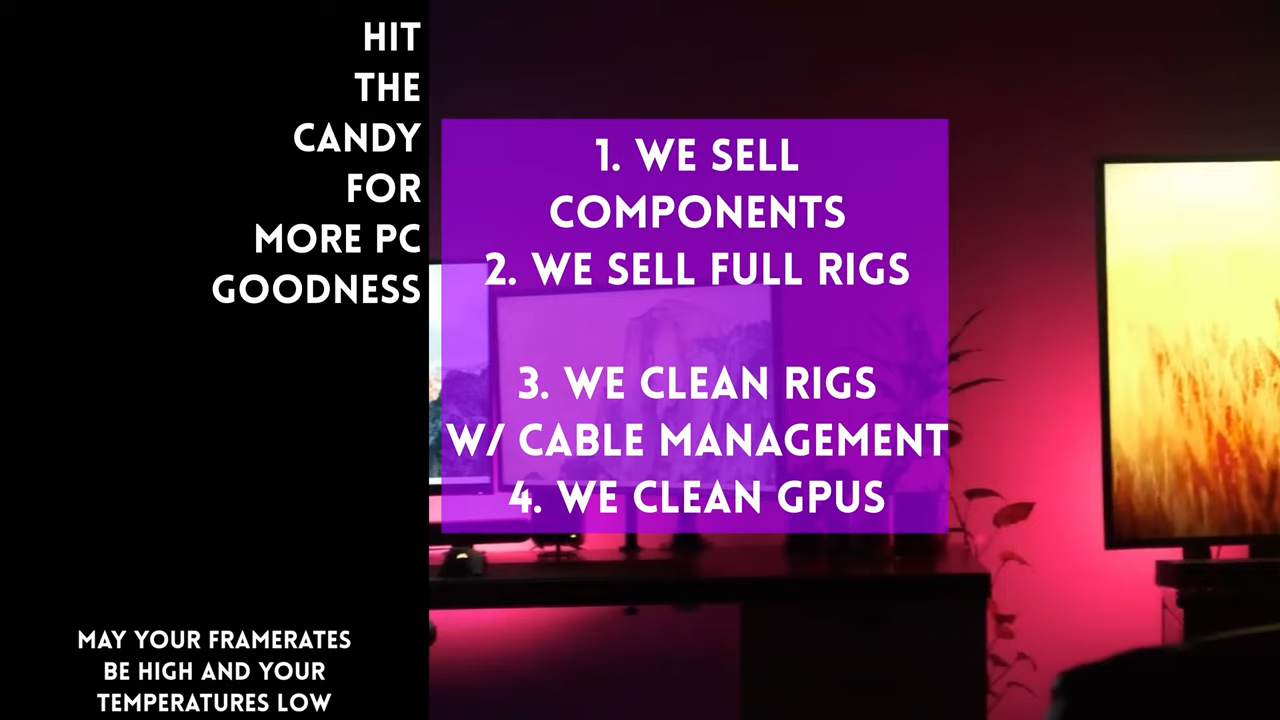 HIT
THE
CANDY
FOR
MORE PC
GOODNESS
1. WE SELL
COMPONENTS
2. WE SELL FULL RIGS
3. WE CLEAN RIGS
W/ CABLE MANAGEMENT
4. WE CLEAN GPUS
MAY YOUR FRAMERATES
BE HIGH AND YOUR
TEMPERATURES LOW